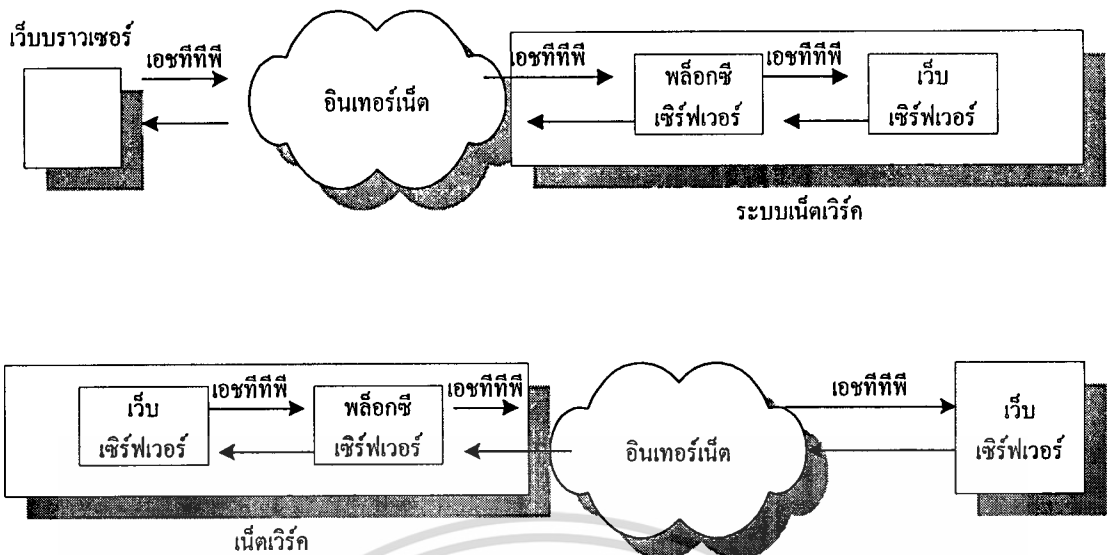 เว็บบราวเซอร์
เอชทีทีพี
อินเทอร์เน็ต
เอชทีทีพี
พล็อกซี
เซิร์ฟเวอร์
เอชทีทีพี
เว็บ
เซิร์ฟเวอร์
ระบบเน็ตเวิร์ค
เว็บ
เซิร์ฟเวอร์
เอชทีทีพี
พล็อกซี
เซิร์ฟเวอร์
เอชทีทีพี
อินเทอร์เน็ต
เอชทีทีพี
เว็บ
เซิร์ฟเวอร์
เน็ตเวิร์ค